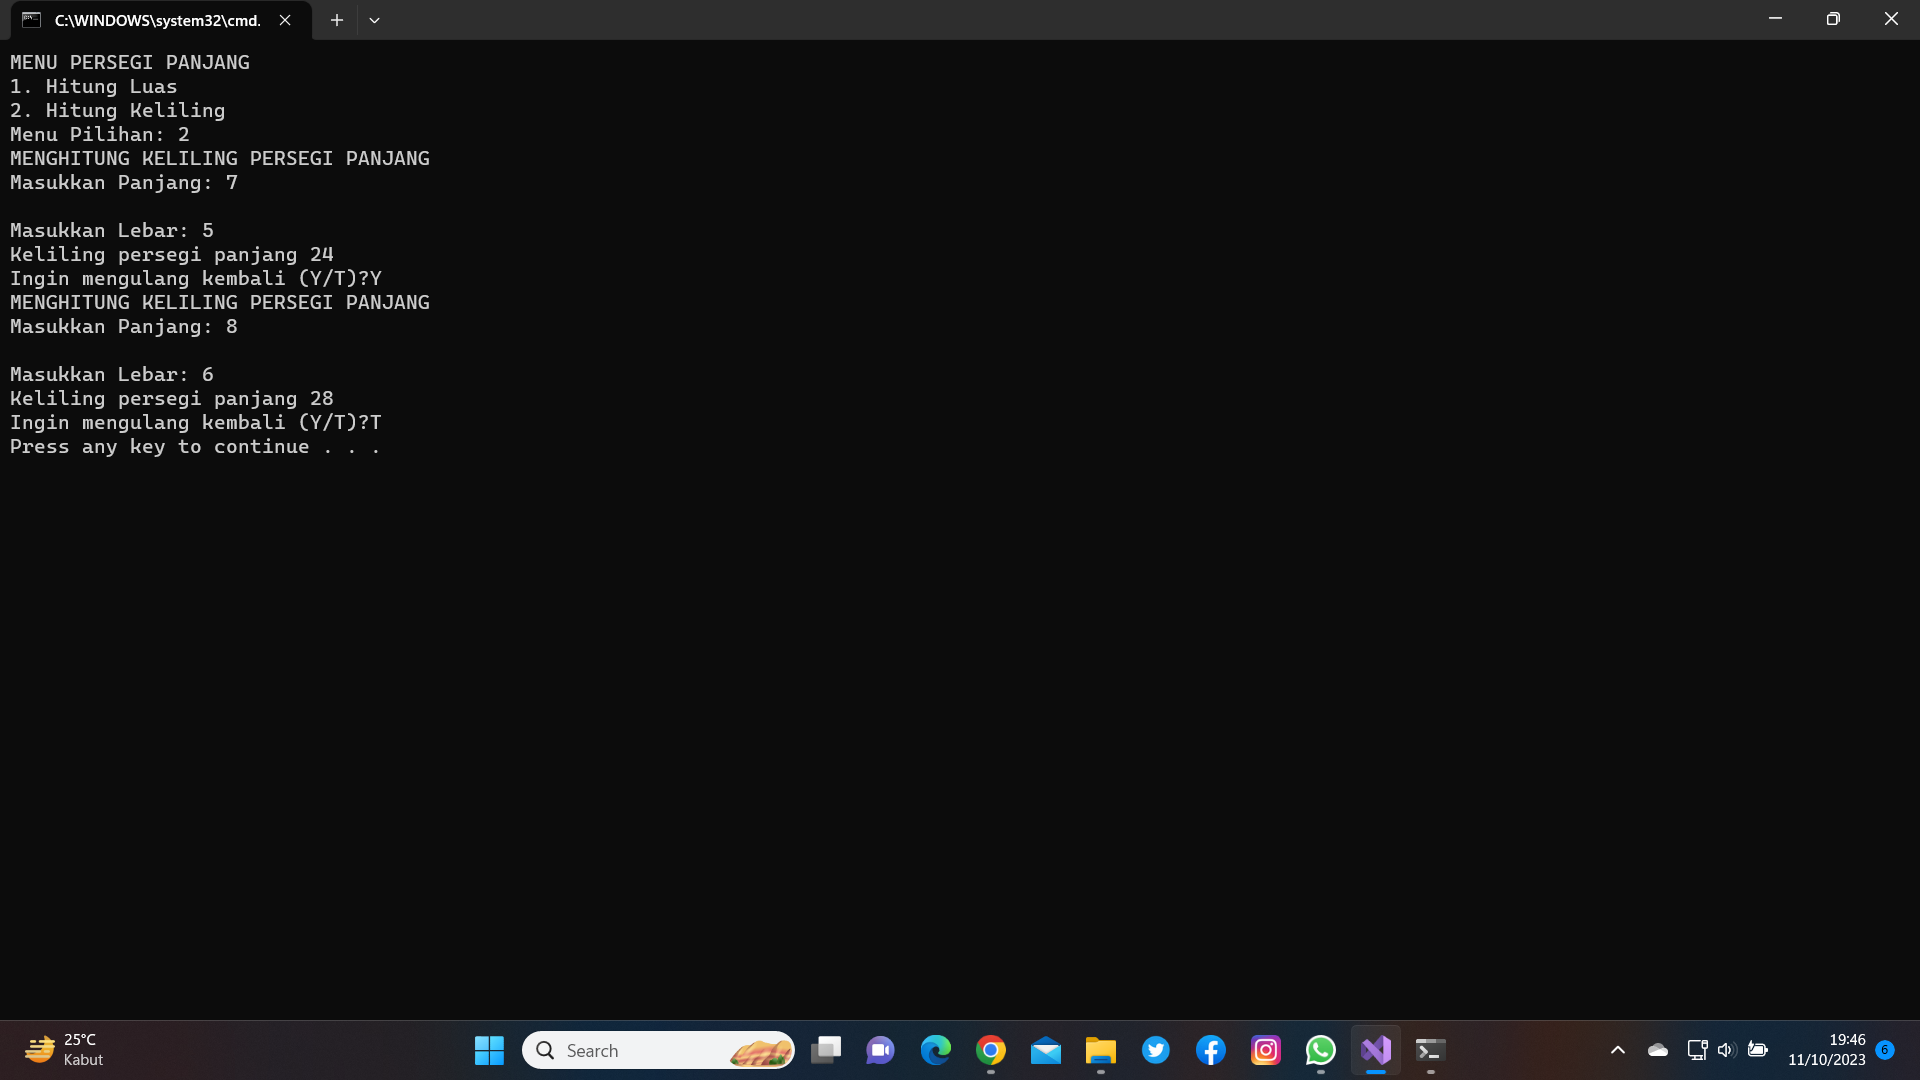 C:\WINDOWS\system32\cmd.
MENU PERSEGI PANJANG
1. Hitung Luas
2. Hitung Keliling
Menu Pilihan: 2
MENGHITUNG KELILING PERSEGI PANJANG
Masukkan Panjang: 7
Masukkan Lebar: 5
Keliling persegi panjang 24
Ingin mengulang kembali (Y/T)?Y
MENGHITUNG KELILING PERSEGI PANJANG
Masukkan Panjang: 8
Masukkan Lebar: 6
Keliling persegi panjang 28
Ingin mengulang kembali (Y/T)?T
Press any key to continue . . .
25°C
Kabut
Search
19:46
11/10/2023
6